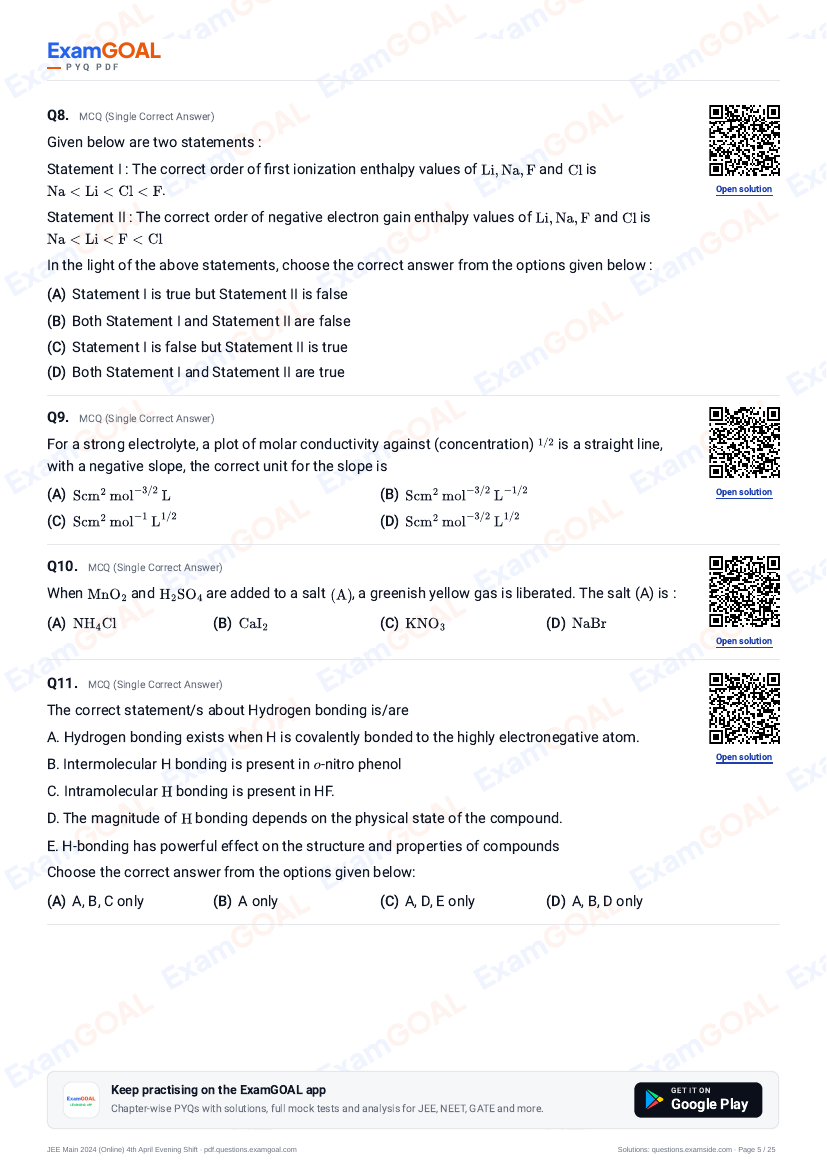 ExamGOAL
PYQ PDF
Q8. MCQ (Single Correct Answer)
Given below are two statements :
Statement I : The correct order of first ionization enthalpy values of Li, Na, F and Cl is
Na < Li < Cl < F.
Statement II : The correct order of negative electron gain enthalpy values of Li, Na, F and Cl is
Na < Li < F < Cl
In the light of the above statements, choose the correct answer from the options given below :
(A) Statement I is true but Statement II is false
(B) Both Statement I and Statement II are false
(C) Statement I is false but Statement II is true
(D) Both Statement I and Statement II are true
Open solution
Q9. MCQ (Single Correct Answer)
For a strong electrolyte, a plot of molar conductivity against (concentration) ^{1/2} is a straight line,
with a negative slope, the correct unit for the slope is
(A) Scm² mol^{−3/2} L (B) Scm² mol^{−3/2} L^{−1/2}
(C) Scm² mol^{−1} L^{1/2} (D) Scm² mol^{−3/2} L^{1/2}
Open solution
Q10. MCQ (Single Correct Answer)
When MnO₂ and H₂SO₄ are added to a salt (A), a greenish yellow gas is liberated. The salt (A) is :
(A) NH₄Cl (B) CaI₂ (C) KNO₃ (D) NaBr
Open solution
Q11. MCQ (Single Correct Answer)
The correct statement/s about Hydrogen bonding is/are
A. Hydrogen bonding exists when H is covalently bonded to the highly electronegative atom.
B. Intermolecular H bonding is present in o-nitro phenol
C. Intramolecular H bonding is present in HF.
D. The magnitude of H bonding depends on the physical state of the compound.
E. H-bonding has powerful effect on the structure and properties of compounds
Choose the correct answer from the options given below:
(A) A, B, C only (B) A only (C) A, D, E only (D) A, B, D only
Open solution
ExamGOAL
Keep practising on the ExamGOAL app
Chapter-wise PYQs with solutions, full mock tests and analysis for JEE, NEET, GATE and more.
GET IT ON
Google Play
JEE Main 2024 (Online) 4th April Evening Shift · pdf.questions.examgoal.com
Solutions: questions.examside.com · Page 5 / 25